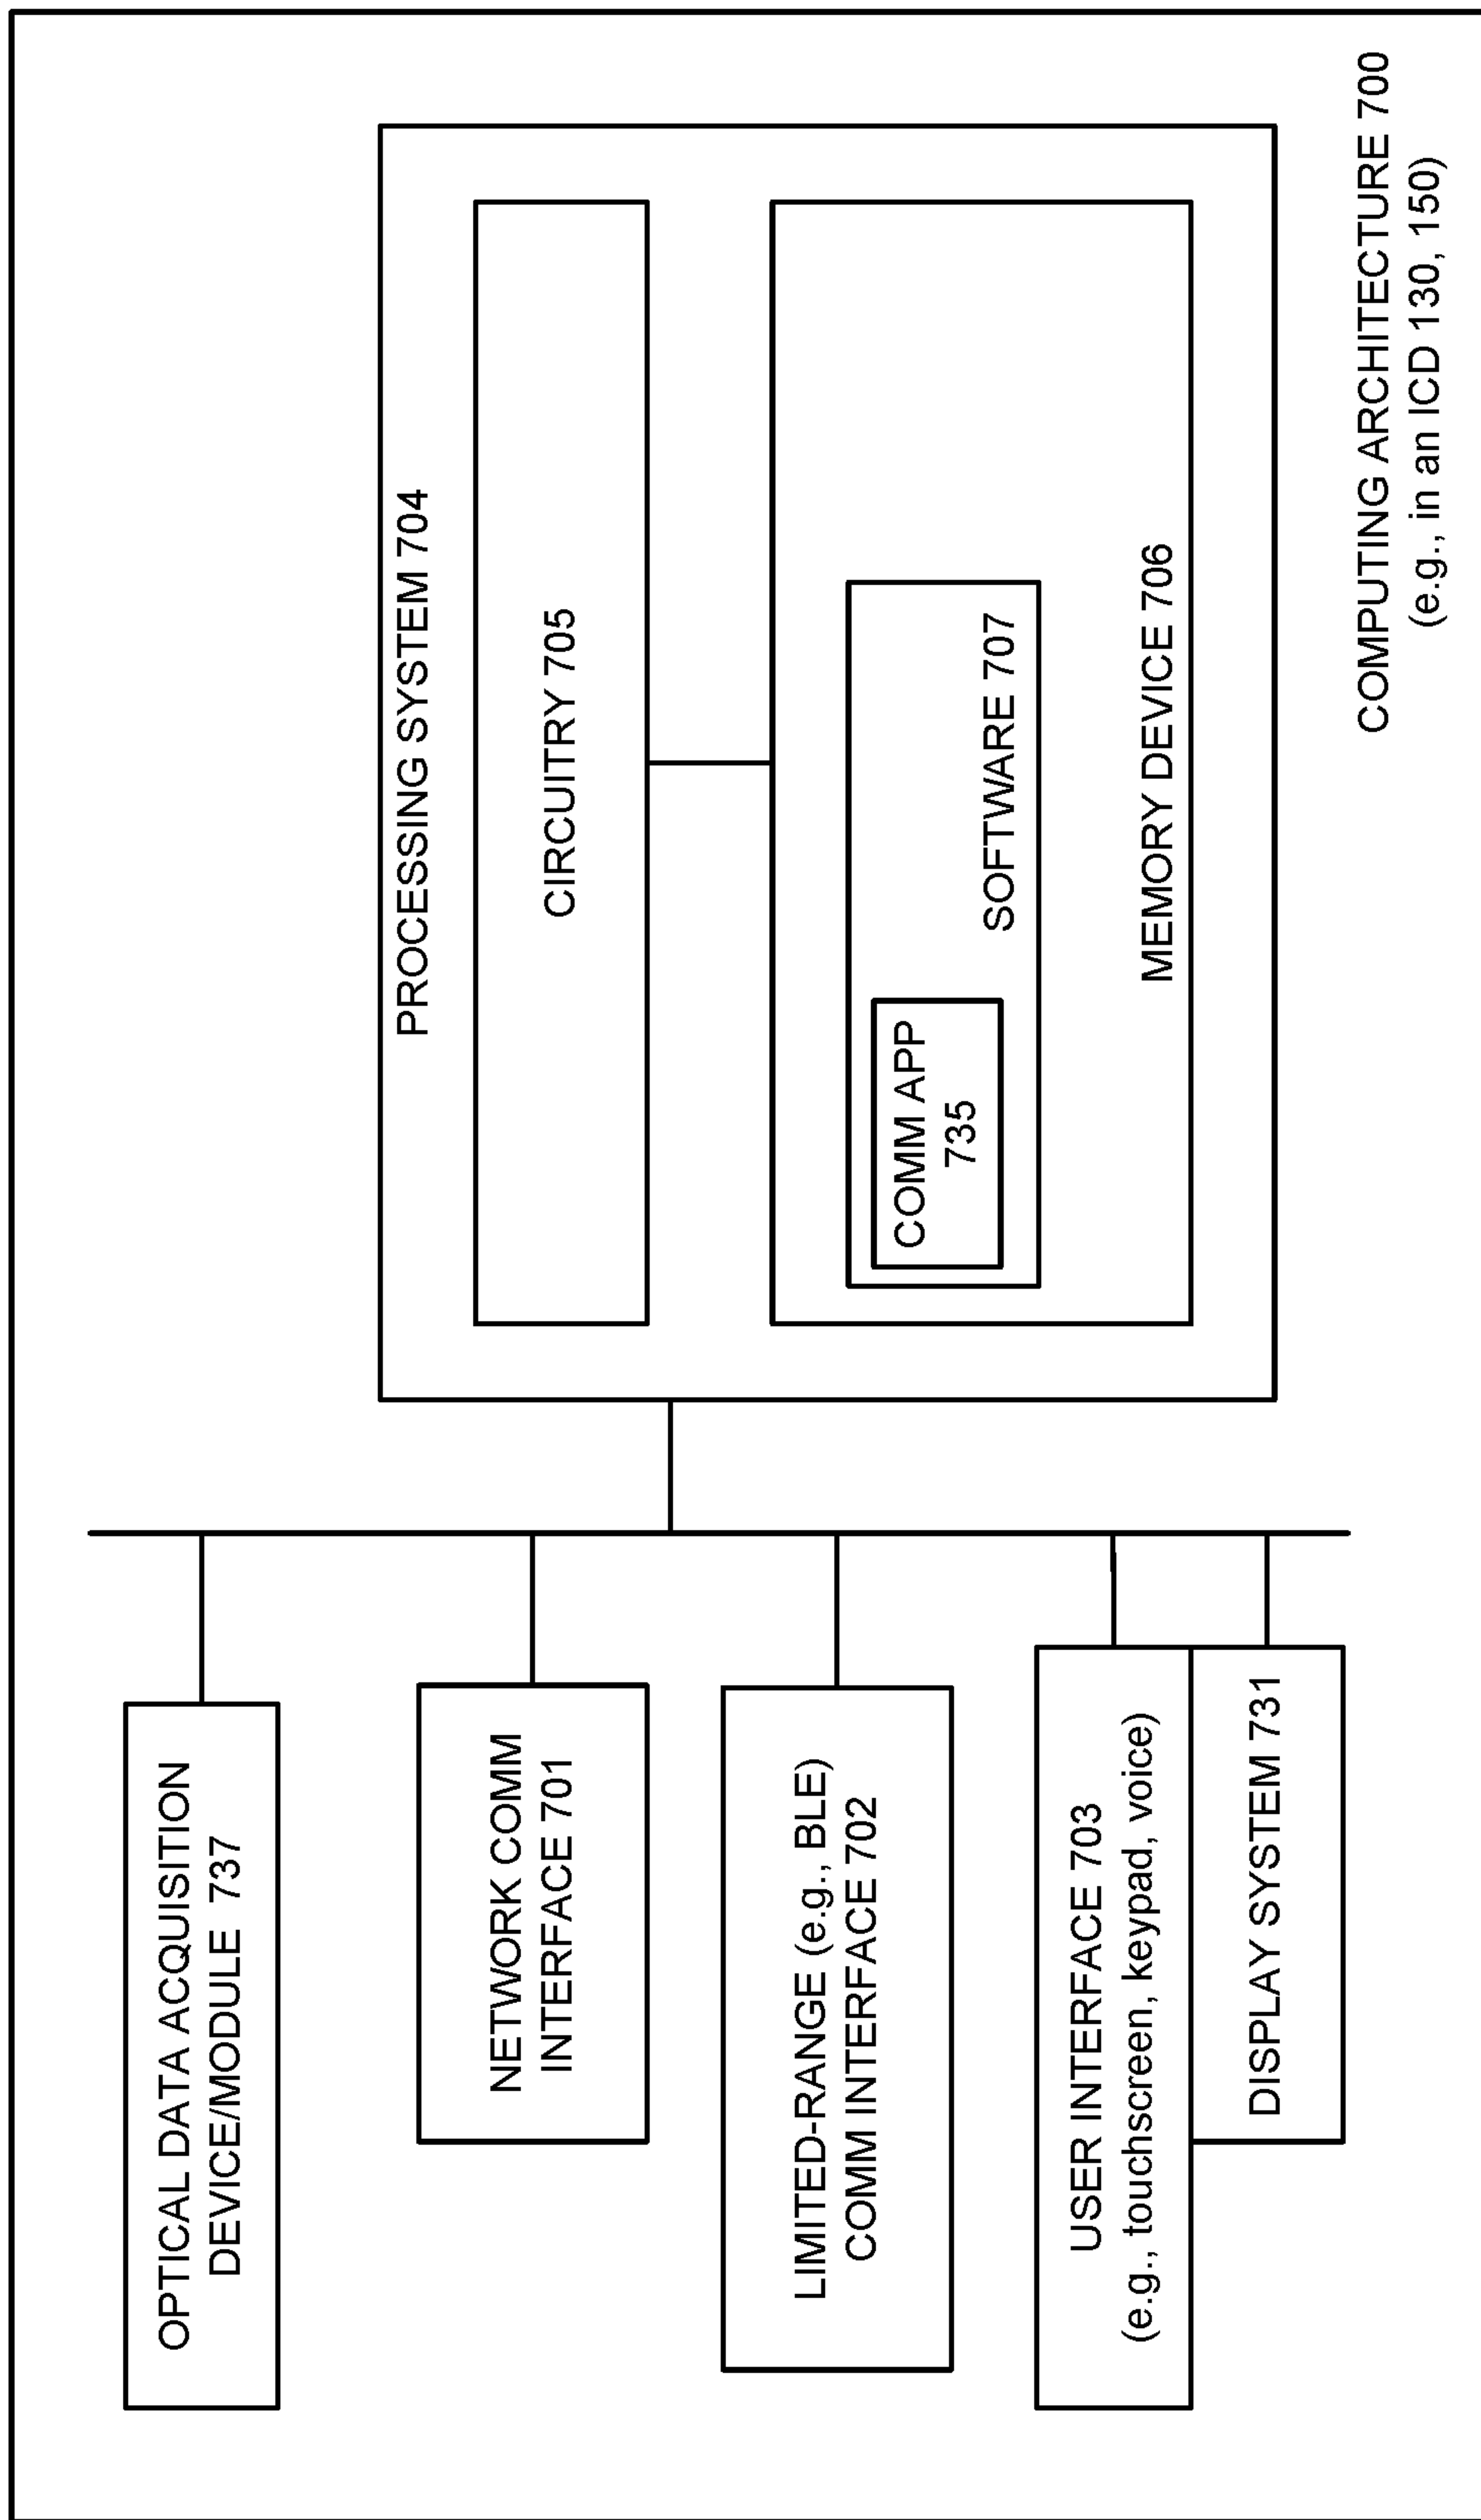 OPTICAL DATA ACQUISITION
DEVICE/MODULE 737
NETWORK COMM
INTERFACE 701
LIMITED-RANGE (e.g., BLE)
COMM INTERFACE 702
USER INTERFACE 703
(e.g., touchscreen, keypad, voice)
DISPLAY SYSTEM 731
PROCESSING SYSTEM 704
CIRCUITRY 705
COMM APP
735
SOFTWARE 707
MEMORY DEVICE 706
COMPUTING ARCHITECTURE 700
(e.g., in an ICD 130, 150)